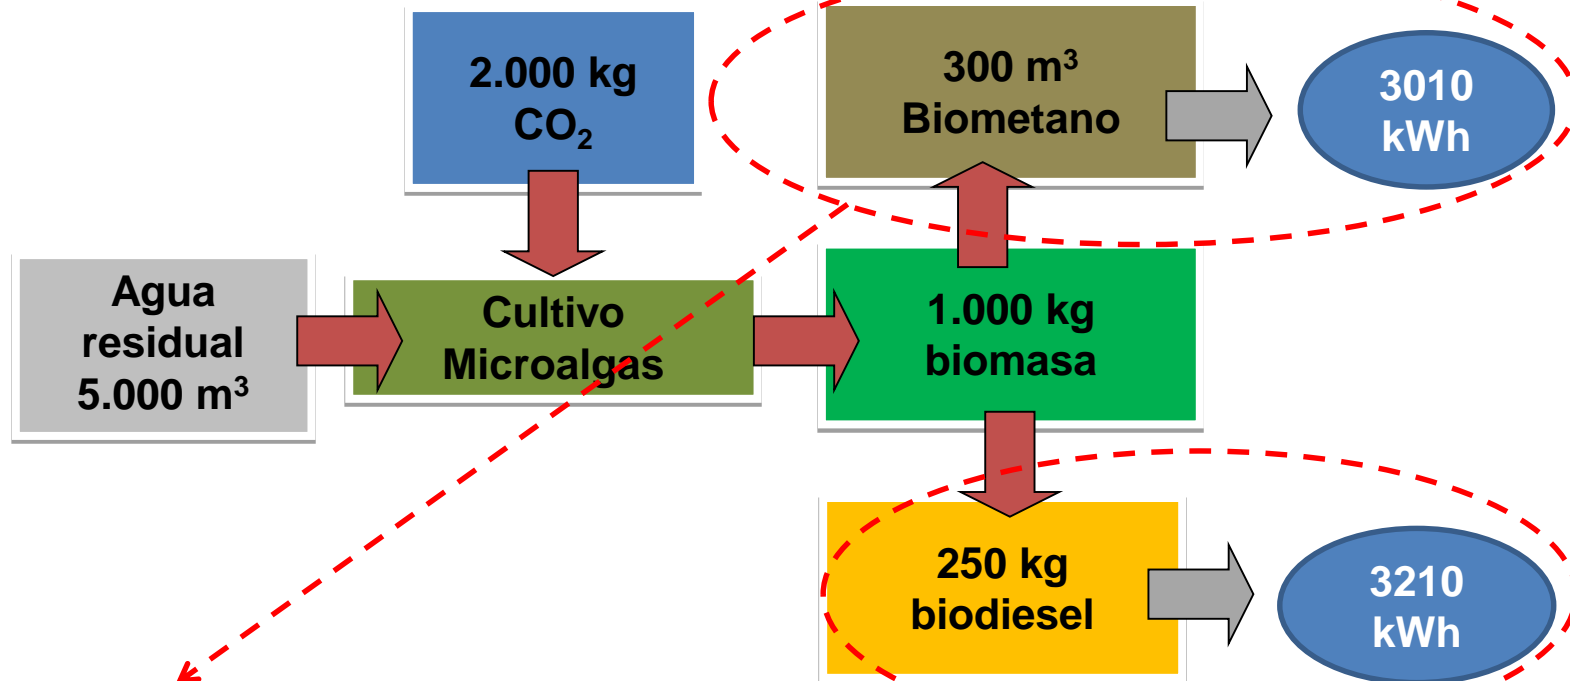 2.000 kg
CO₂
300 m³
Biometano
3010
kWh
Agua
residual
5.000 m³
Cultivo
Microalgas
1.000 kg
biomasa
250 kg
biodiesel
3210
kWh